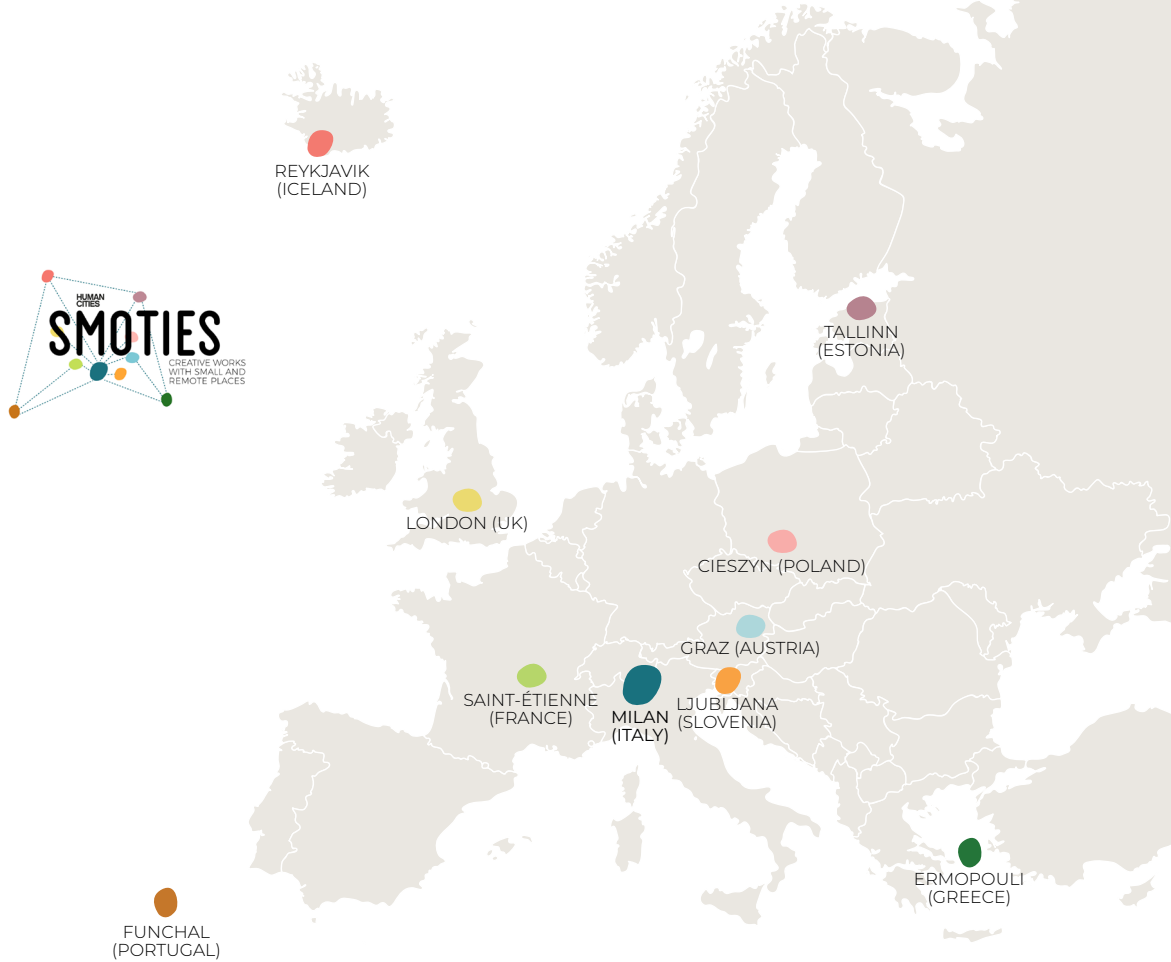 REYKJAVIK
(ICELAND)
HUMAN
CITIES
SMOTIES
CREATIVE WORKS
WITH SMALL AND
REMOTE PLACES
TALLINN
(ESTONIA)
LONDON (UK)
CIESZYN (POLAND)
GRAZ (AUSTRIA)
SAINT-ÉTIENNE
(FRANCE)
MILAN
(ITALY)
LJUBLJANA
(SLOVENIA)
ERMOPOULI
(GREECE)
FUNCHAL
(PORTUGAL)